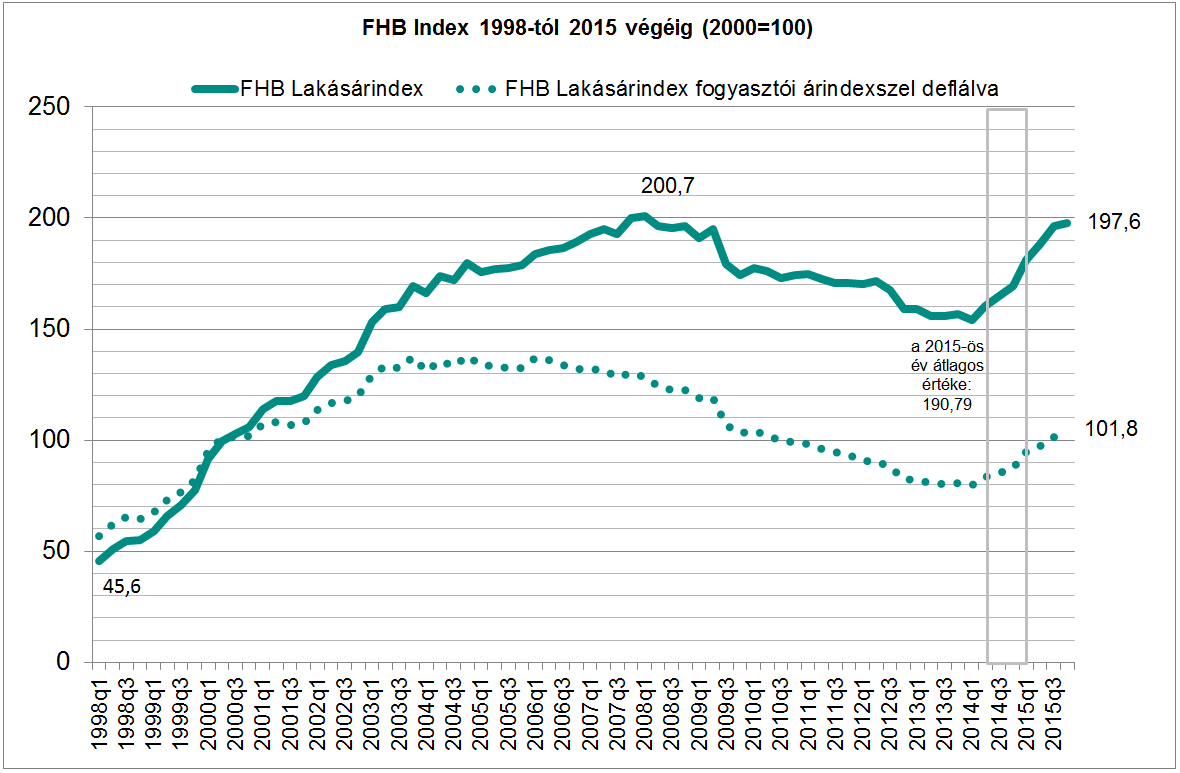 FHB Index 1998-tól 2015 végéig (2000=100)
FHB Lakásárindex
FHB Lakásárindex fogyasztói árindexszel deflálva
250
200
150
100
50
0
200,7
197,6
a 2015-ös
év átlagos
értéke:
190,79
101,8
45,6
1998q1
1998q3
1999q1
1999q3
2000q1
2000q3
2001q1
2001q3
2002q1
2002q3
2003q1
2003q3
2004q1
2004q3
2005q1
2005q3
2006q1
2006q3
2007q1
2007q3
2008q1
2008q3
2009q1
2009q3
2010q1
2010q3
2011q1
2011q3
2012q1
2012q3
2013q1
2013q3
2014q1
2014q3
2015q1
2015q3